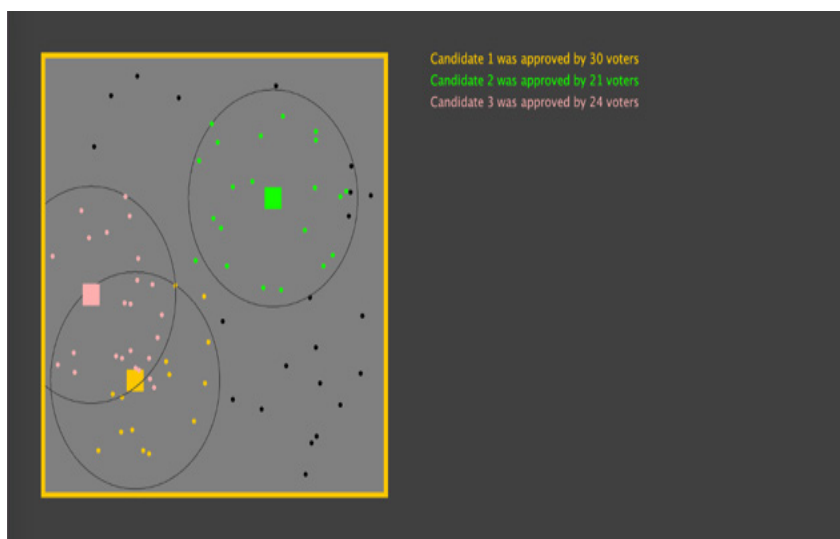 Candidate 1 was approved by 30 voters
Candidate 2 was approved by 21 voters
Candidate 3 was approved by 24 voters